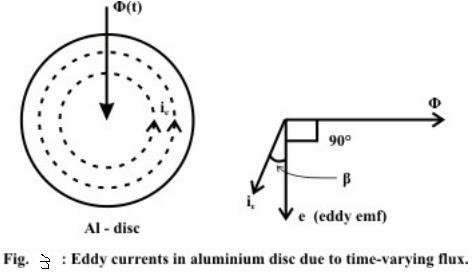 Φ(t)
iₑ
Φ
90°
β
iₑ
e (eddy emf)
Al - disc
Fig. : Eddy currents in aluminium disc due to time-varying flux.